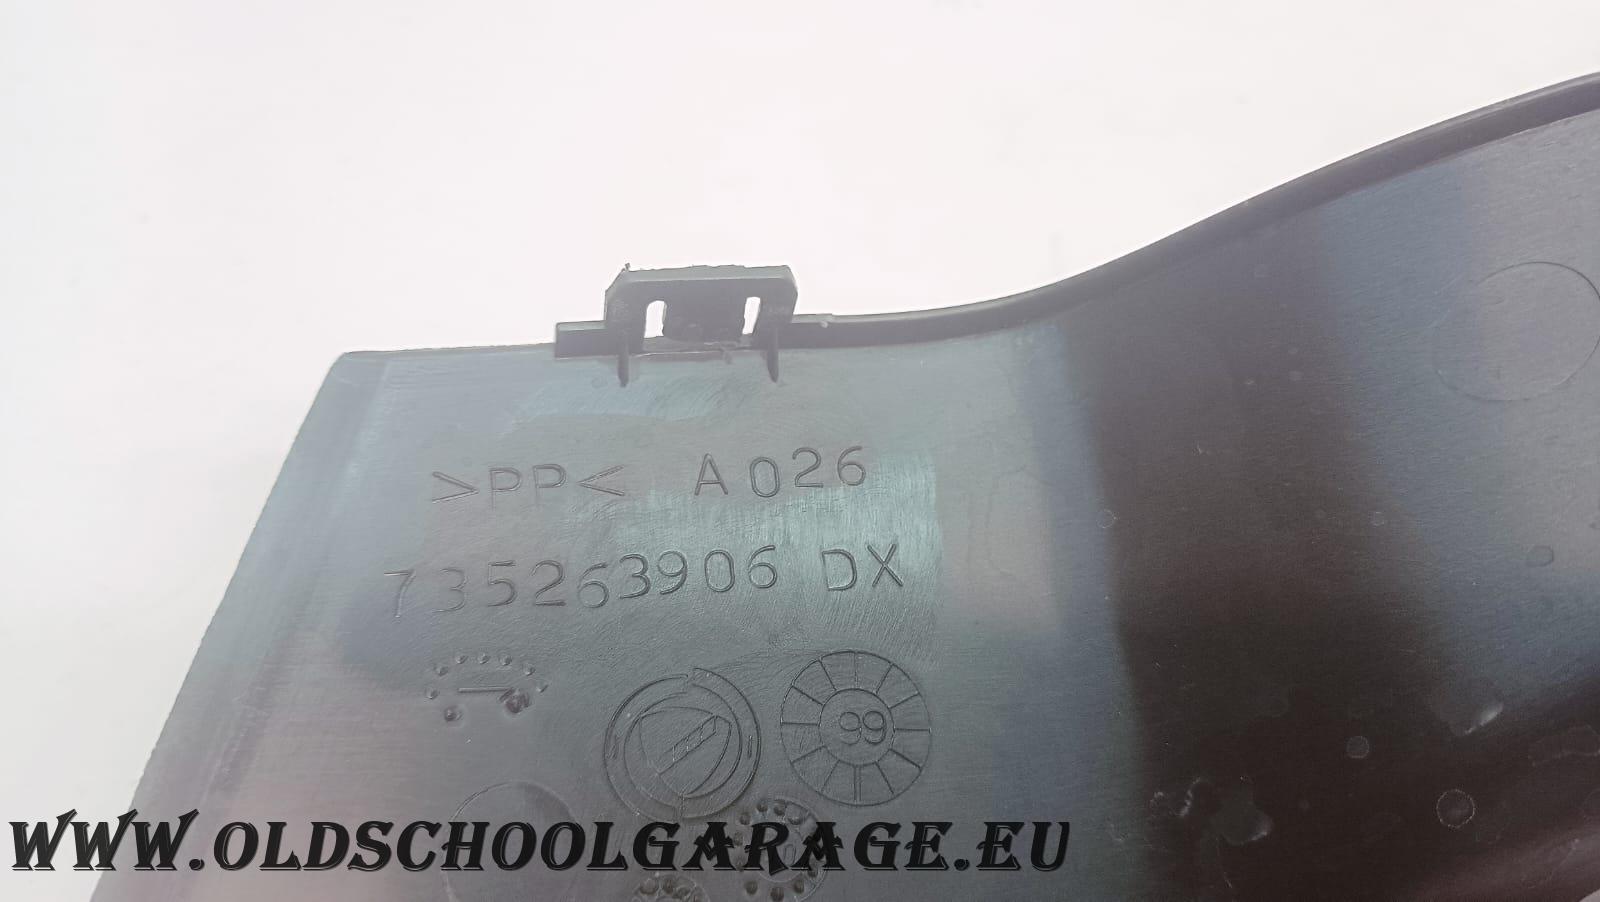 >PP< A026
735263906 DX
99
WWW.OLDSCHOOLGARAGE.EU